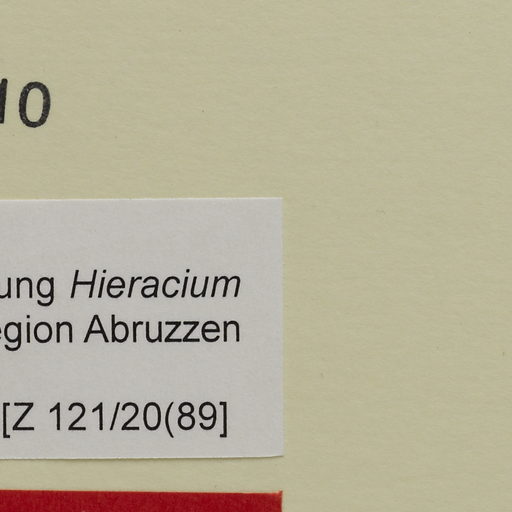 10
ung Hieracium
egion Abruzzen
[Z 121/20(89]